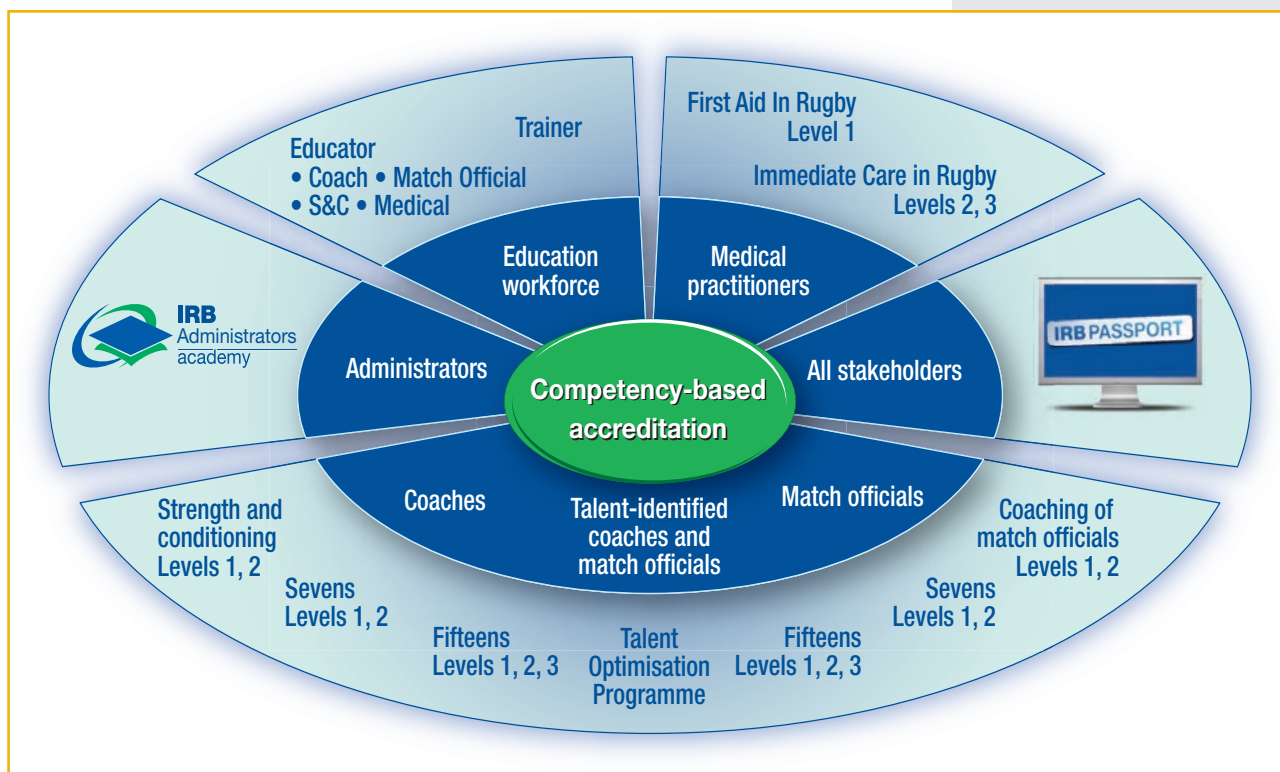 Trainer
Educator
• Coach • Match Official
• S&C • Medical
First Aid In Rugby
Level 1
Immediate Care in Rugby
Levels 2, 3
Education
workforce
Medical
practitioners
IRB
Administrators
academy
Administrators
Competency-based
accreditation
All stakeholders
IRB PASSPORT
Coaches
Talent-identified
coaches and
match officials
Match officials
Strength and
conditioning
Levels 1, 2
Sevens
Levels 1, 2
Fifteens
Levels 1, 2, 3
Talent
Optimisation
Programme
Fifteens
Levels 1, 2, 3
Sevens
Levels 1, 2
Coaching of
match officials
Levels 1, 2